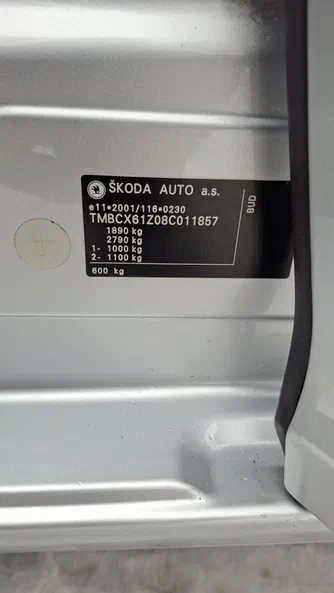 ŠKODA AUTO a.s.
e11*2001/116*0230
TMBCX61Z08C011857
1890 kg
2790 kg
1- 1000 kg
2- 1100 kg
600 kg
BUD